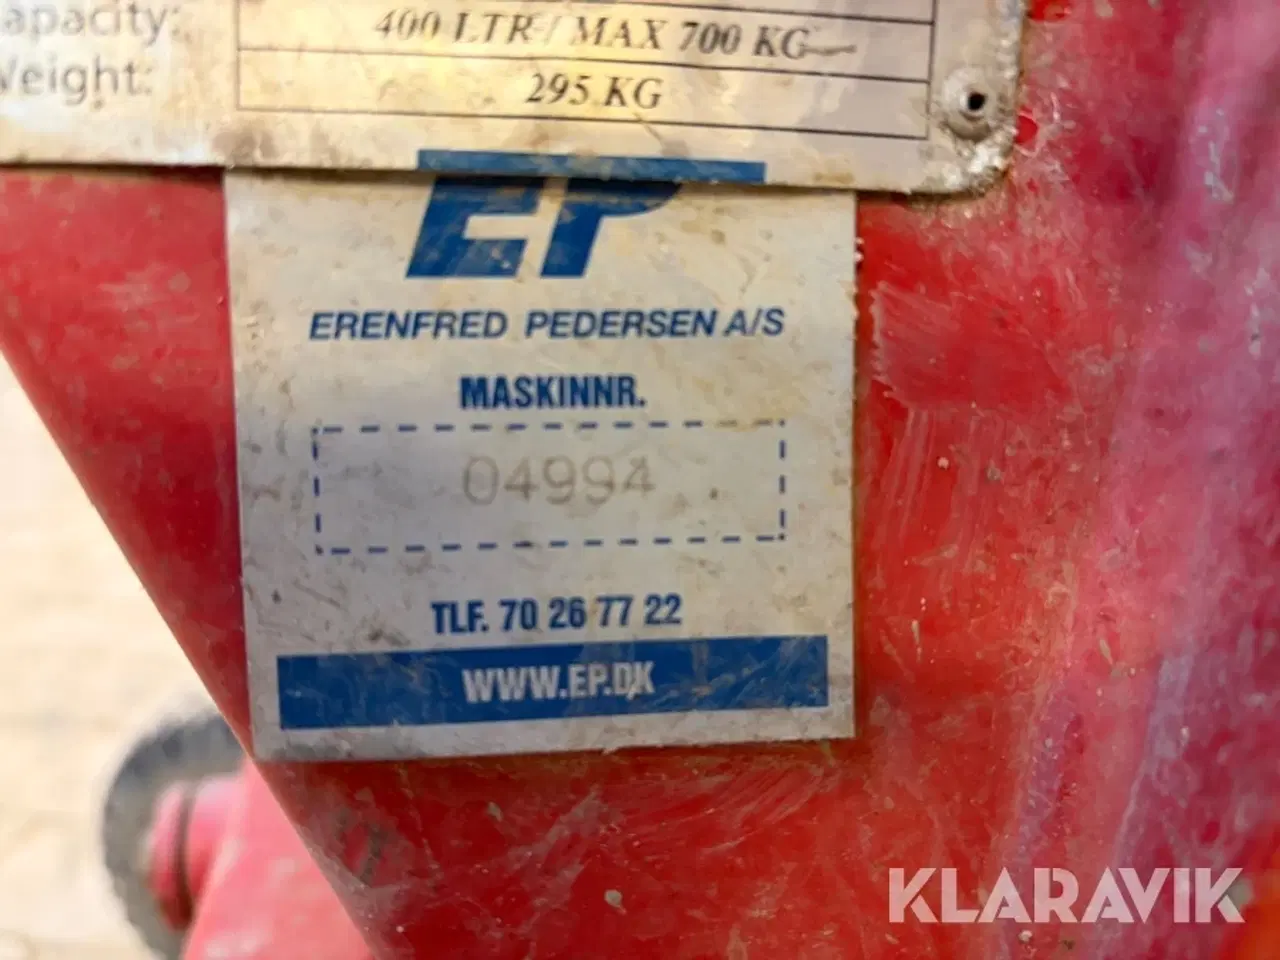 apacity: 400 LTR / MAX 700 KG
Weight: 295 KG
EP
ERENFRED PEDERSEN A/S
MASKINNR.
04994
TLF. 70 26 77 22
WWW.EP.DK
KLARAVIK